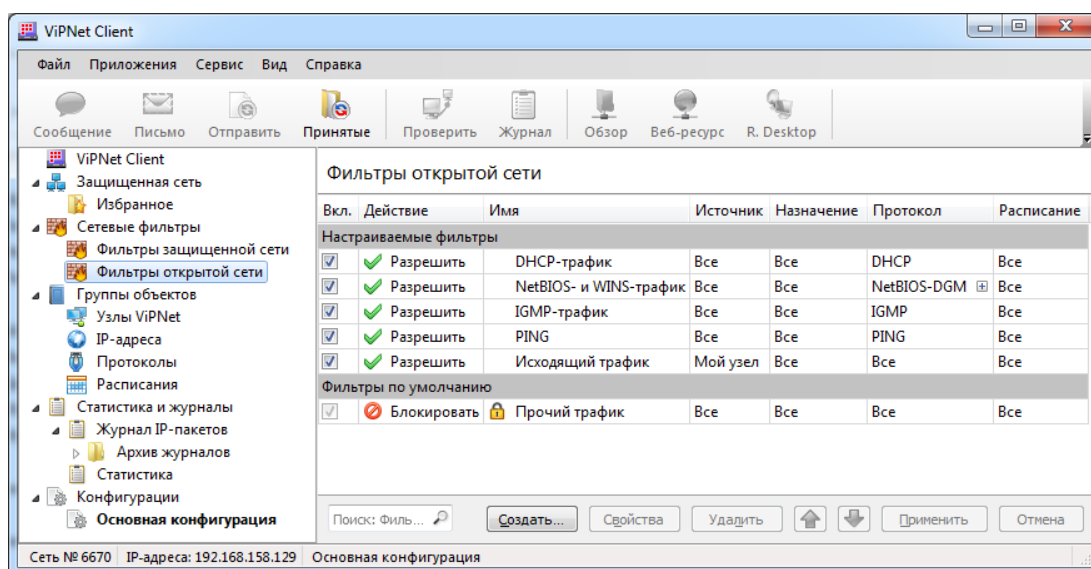 ViPNet Client
Файл Приложения Сервис Вид Справка
Сообщение Письмо Отправить Принятые Проверить Журнал Обзор Веб-ресурс R. Desktop
ViPNet Client
Защищенная сеть
Избранное
Сетевые фильтры
Фильтры защищенной сети
Фильтры открытой сети
Группы объектов
Узлы ViPNet
IP-адреса
Протоколы
Расписания
Статистика и журналы
Журнал IP-пакетов
Архив журналов
Статистика
Конфигурации
Основная конфигурация
Фильтры открытой сети
Вкл. Действие Имя Источник Назначение Протокол Расписание
Настраиваемые фильтры
Разрешить DHCP-трафик Все Все DHCP Все
Разрешить NetBIOS- и WINS-трафик Все Все NetBIOS-DGM Все
Разрешить IGMP-трафик Все Все IGMP Все
Разрешить PING Все Все PING Все
Разрешить Исходящий трафик Мой узел Все Все Все
Фильтры по умолчанию
Блокировать Прочий трафик Все Все Все Все
Поиск: Филь... Создать... Свойства Удалить Применить Отмена
Сеть № 6670 IP-адреса: 192.168.158.129 Основная конфигурация